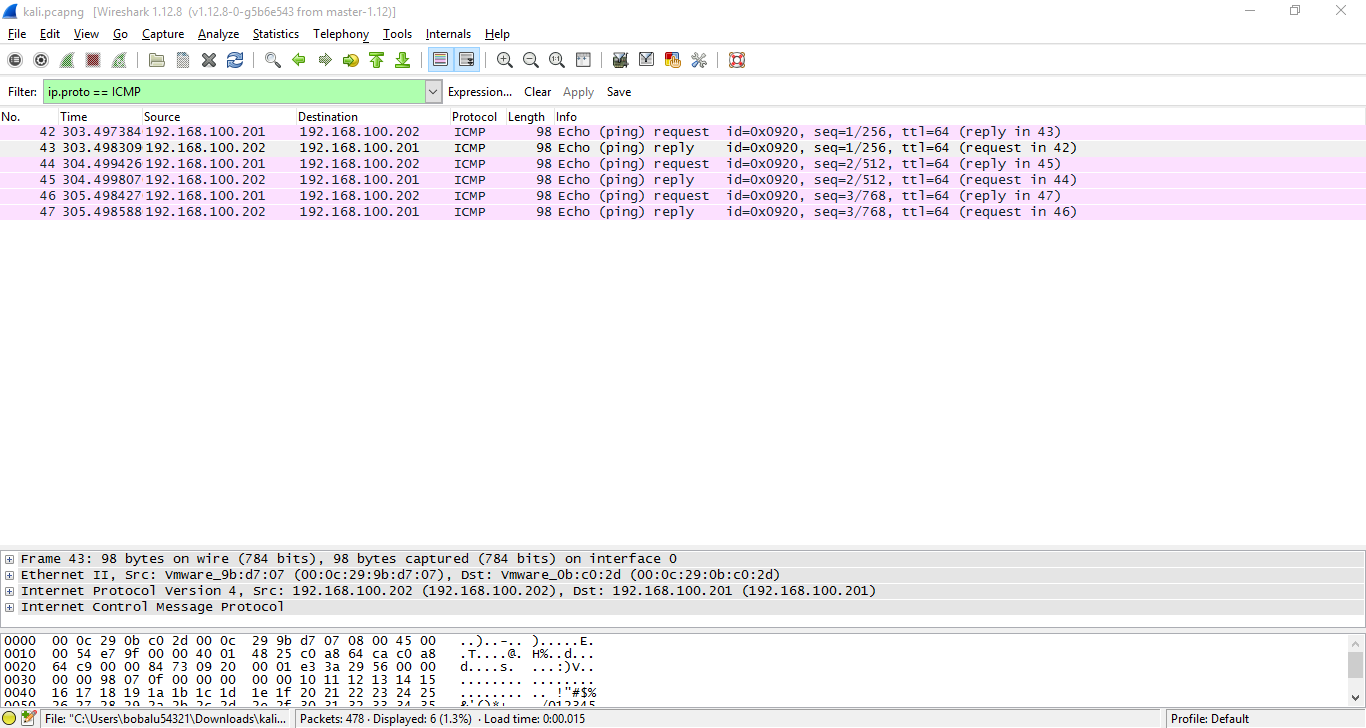 kali.pcapng [Wireshark 1.12.8 (v1.12.8-0-g5b6e543 from master-1.12)]
File Edit View Go Capture Analyze Statistics Telephony Tools Internals Help
Filter: ip.proto == ICMP Expression... Clear Apply Save
No. Time Source Destination Protocol Length Info
42 303.497384 192.168.100.201 192.168.100.202 ICMP 98 Echo (ping) request id=0x0920, seq=1/256, ttl=64 (reply in 43)
43 303.498309 192.168.100.202 192.168.100.201 ICMP 98 Echo (ping) reply id=0x0920, seq=1/256, ttl=64 (request in 42)
44 304.499426 192.168.100.201 192.168.100.202 ICMP 98 Echo (ping) request id=0x0920, seq=2/512, ttl=64 (reply in 45)
45 304.499807 192.168.100.202 192.168.100.201 ICMP 98 Echo (ping) reply id=0x0920, seq=2/512, ttl=64 (request in 44)
46 305.498427 192.168.100.201 192.168.100.202 ICMP 98 Echo (ping) request id=0x0920, seq=3/768, ttl=64 (reply in 47)
47 305.498588 192.168.100.202 192.168.100.201 ICMP 98 Echo (ping) reply id=0x0920, seq=3/768, ttl=64 (request in 46)
Frame 43: 98 bytes on wire (784 bits), 98 bytes captured (784 bits) on interface 0
Ethernet II, Src: Vmware_9b:d7:07 (00:0c:29:9b:d7:07), Dst: Vmware_0b:c0:2d (00:0c:29:0b:c0:2d)
Internet Protocol Version 4, Src: 192.168.100.202 (192.168.100.202), Dst: 192.168.100.201 (192.168.100.201)
Internet Control Message Protocol
0000 00 0c 29 0b c0 2d 00 0c 29 9b d7 07 08 00 45 00 ..)..-.. ).....E.
0010 00 54 e7 9f 00 00 40 01 48 25 c0 a8 64 ca c0 a8 .T....@. H%..d...
0020 64 c9 00 00 84 73 09 20 00 01 e3 3a 29 56 00 00 d....s. ...:)V..
0030 00 00 98 07 0f 00 00 00 00 00 10 11 12 13 14 15 ........ ........
0040 16 17 18 19 1a 1b 1c 1d 1e 1f 20 21 22 23 24 25 ........ .. !"#$%
0050 26 27 28 29 2a 2b 2c 2d 2e 2f 30 31 32 33 34 35 &'()*+,- ./012345
File: "C:\Users\bobalu54321\Downloads\kali... Packets: 478 · Displayed: 6 (1.3%) · Load time: 0:00.015 Profile: Default